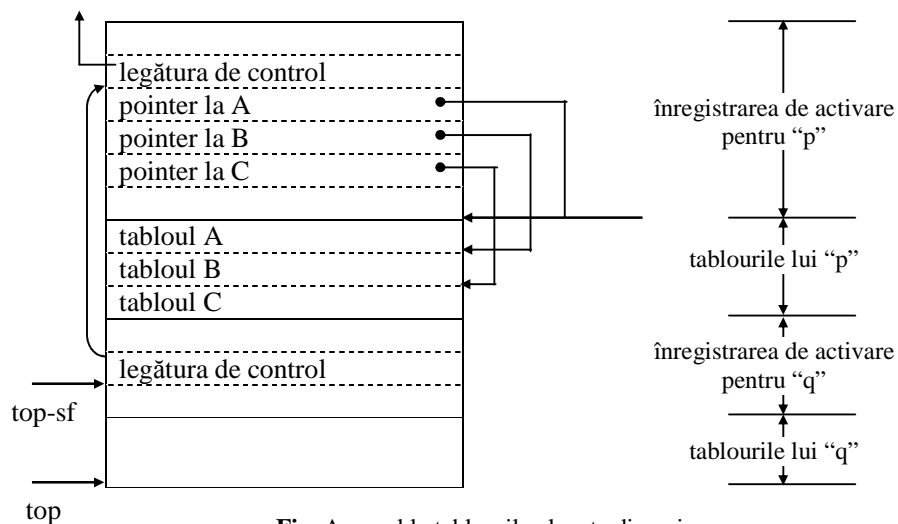 legătura de control
pointer la A
pointer la B
pointer la C
tabloul A
tabloul B
tabloul C
legătura de control
top-sf
top
înregistrarea de activare
pentru “p”
tablourile lui “p”
înregistrarea de activare
pentru “q”
tablourile lui “q”